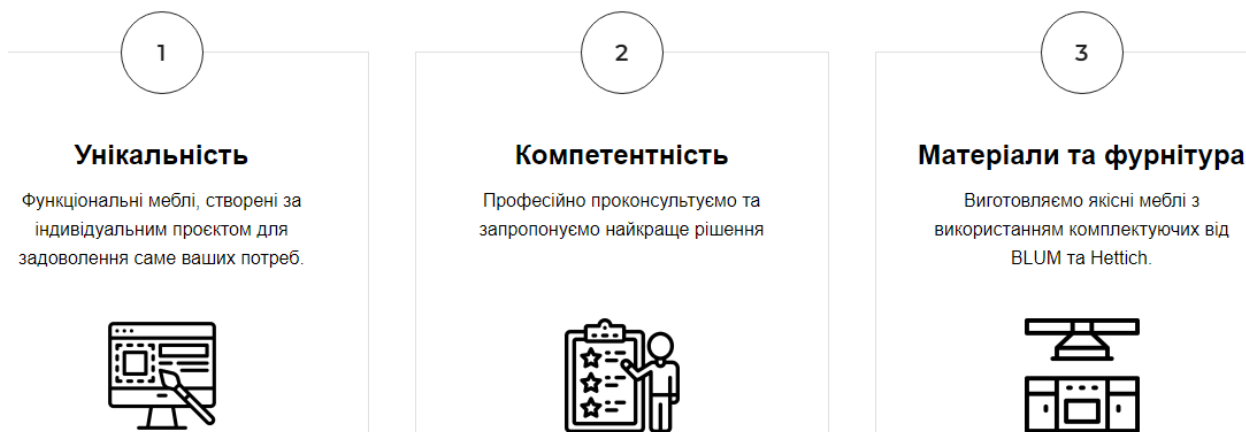 1
Унікальність
Функціональні меблі, створені за
індивідуальним проєктом для
задоволення саме ваших потреб.
2
Компетентність
Професійно проконсультуємо та
запропонуємо найкраще рішення
3
Матеріали та фурнітура
Виготовляємо якісні меблі з
використанням комплектуючих від
BLUM та Hettich.